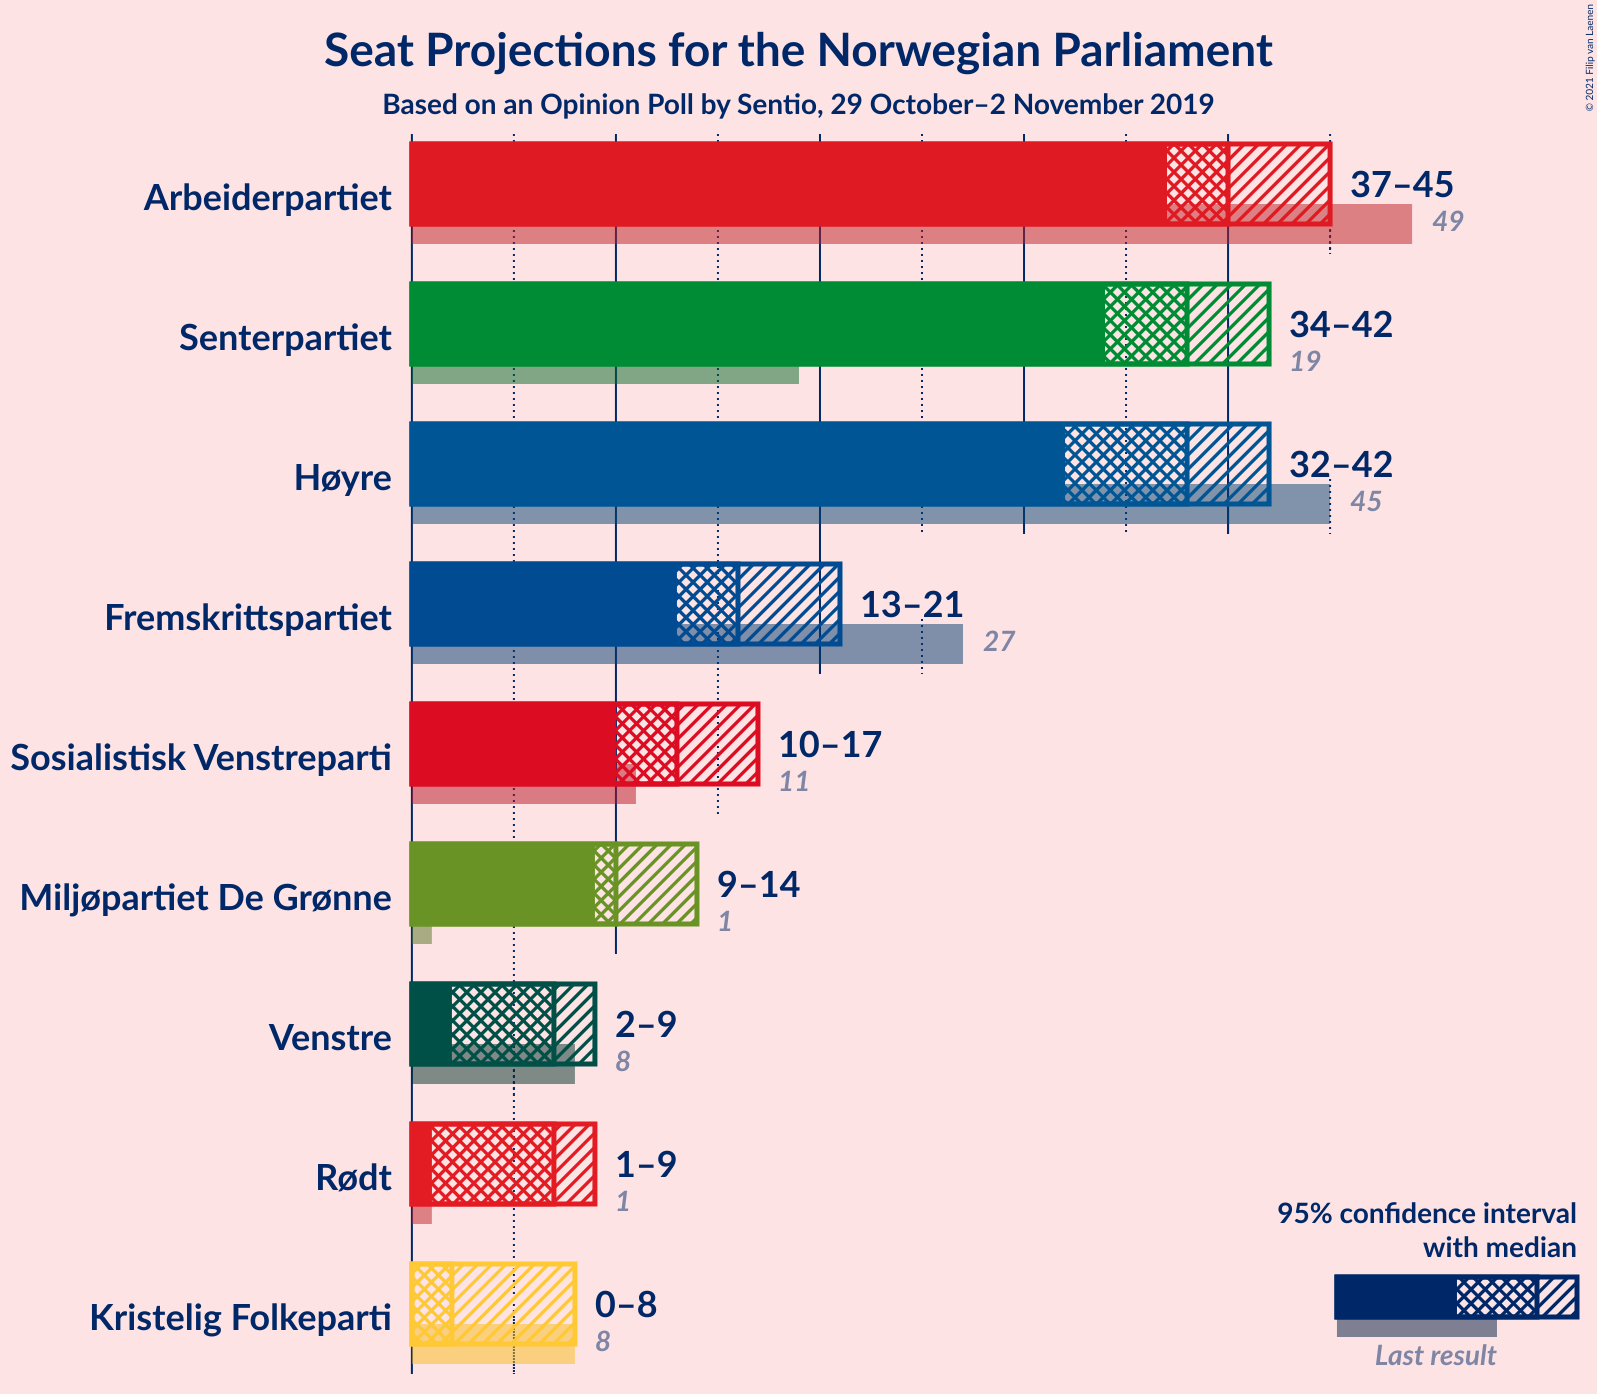 Seat Projections for the Norwegian Parliament
Based on an Opinion Poll by Sentio, 29 October–2 November 2019
© 2021 Filip van Laenen
Arbeiderpartiet
37–45
49
Senterpartiet
34–42
19
Høyre
32–42
45
Fremskrittspartiet
13–21
27
Sosialistisk Venstreparti
10–17
11
Miljøpartiet De Grønne
9–14
1
Venstre
2–9
8
Rødt
1–9
1
Kristelig Folkeparti
0–8
8
95% confidence interval
with median
Last result